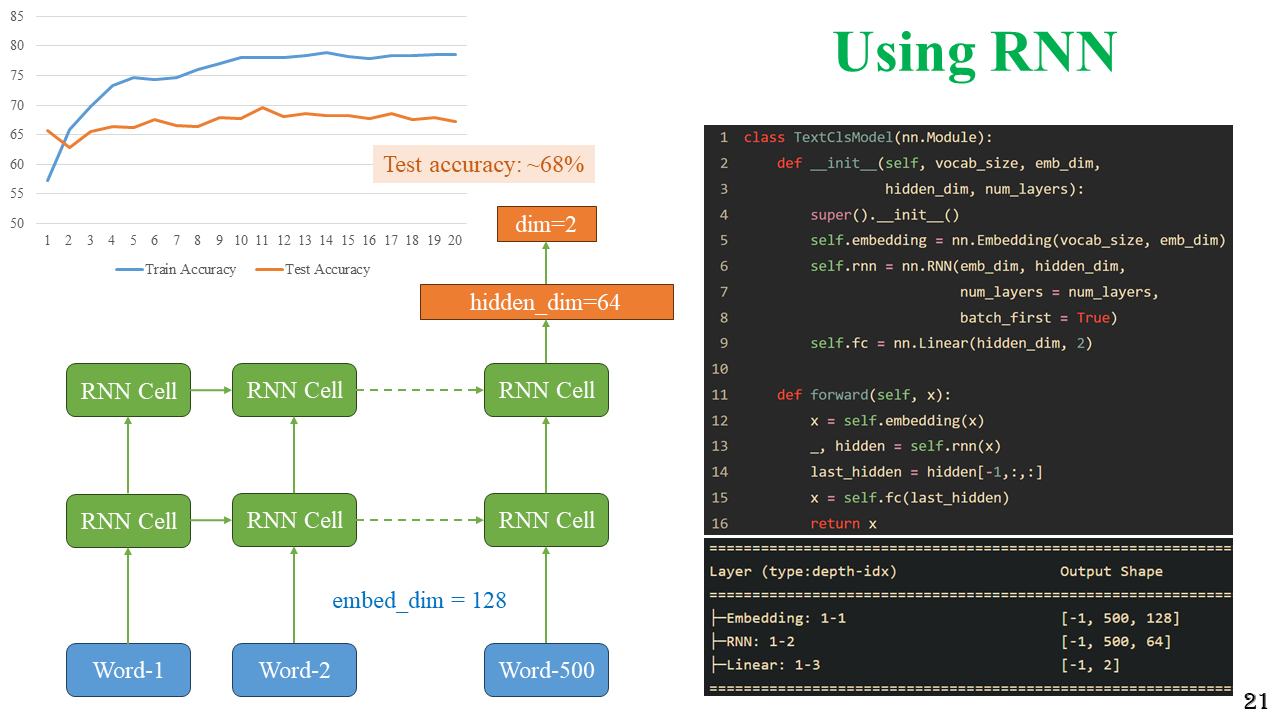 Using RNN
85
80
75
70
65
60
55
50
1 2 3 4 5 6 7 8 9 10 11 12 13 14 15 16 17 18 19 20
Train Accuracy Test Accuracy
Test accuracy: ~68%
dim=2
hidden_dim=64
RNN Cell RNN Cell RNN Cell
RNN Cell RNN Cell RNN Cell
embed_dim = 128
Word-1 Word-2 Word-500
1 class TextClsModel(nn.Module):
2     def __init__(self, vocab_size, emb_dim,
3                  hidden_dim, num_layers):
4         super().__init__()
5         self.embedding = nn.Embedding(vocab_size, emb_dim)
6         self.rnn = nn.RNN(emb_dim, hidden_dim,
7                           num_layers = num_layers,
8                           batch_first = True)
9         self.fc = nn.Linear(hidden_dim, 2)
10
11     def forward(self, x):
12         x = self.embedding(x)
13         _, hidden = self.rnn(x)
14         last_hidden = hidden[-1,:,:]
15         x = self.fc(last_hidden)
16         return x
==============================================================
Layer (type:depth-idx)                    Output Shape
==============================================================
├─Embedding: 1-1                          [-1, 500, 128]
├─RNN: 1-2                                [-1, 500, 64]
├─Linear: 1-3                             [-1, 2]
==============================================================
21